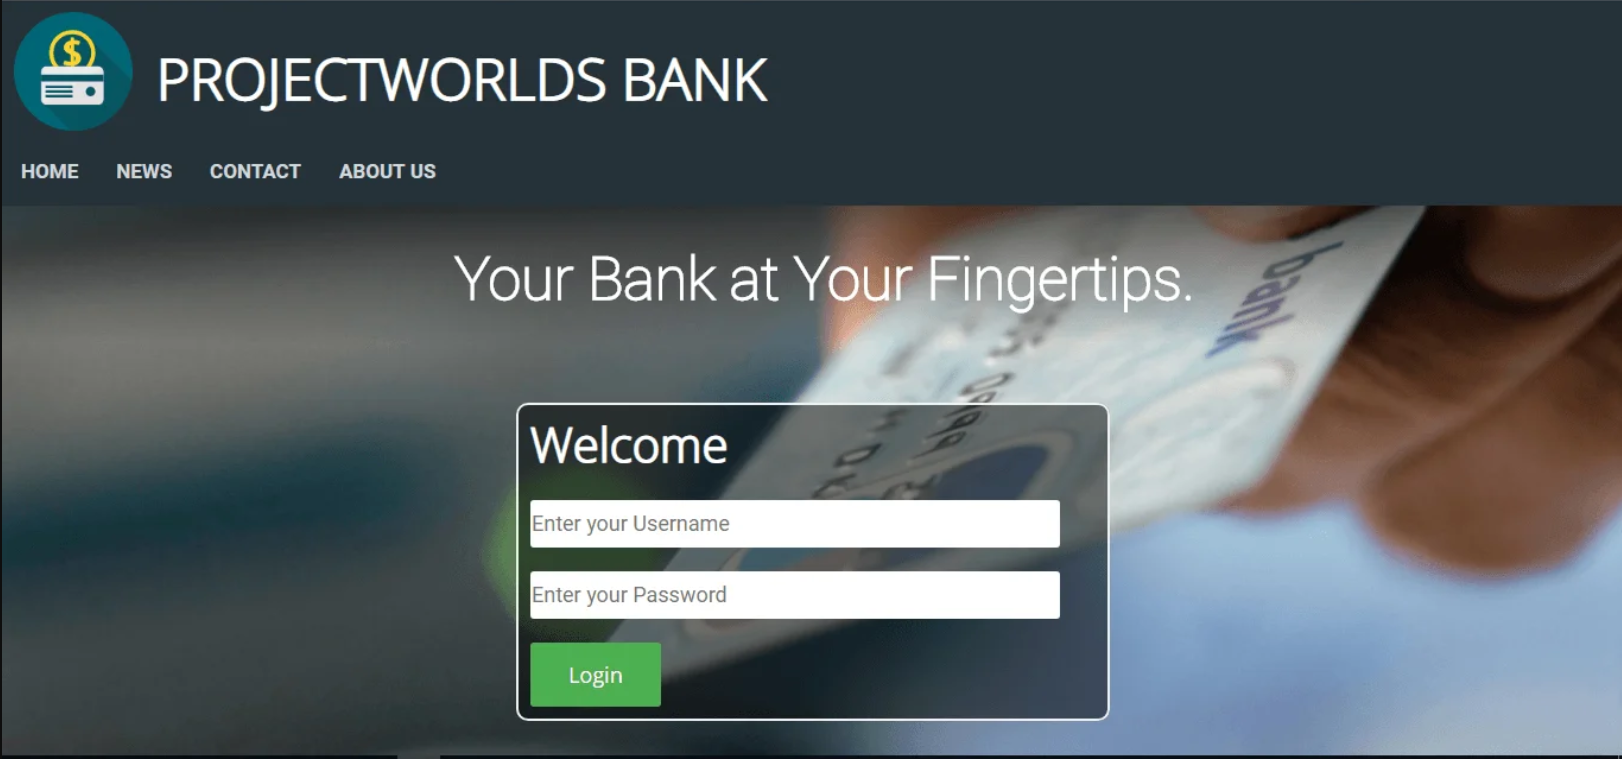 PROJECTWORLDS BANK
HOME NEWS CONTACT ABOUT US
Your Bank at Your Fingertips.
bank
Welcome
Enter your Username
Enter your Password
Login